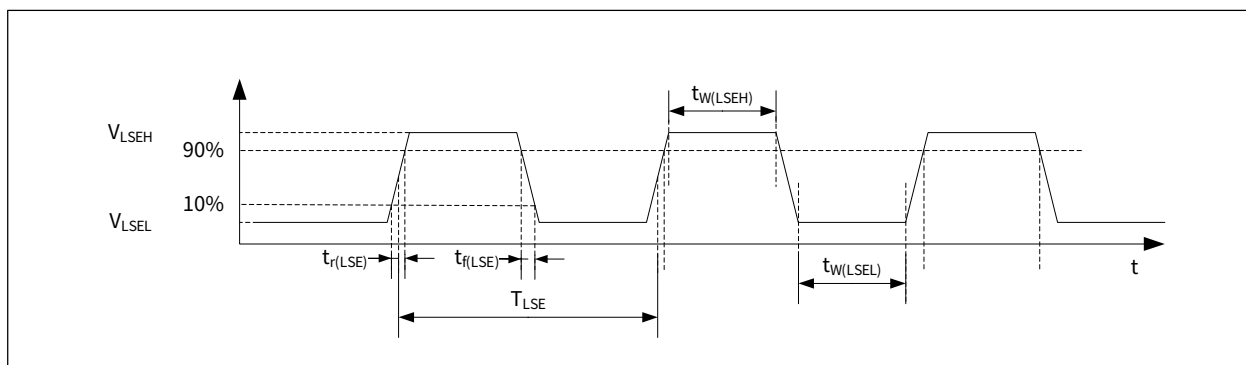 tW(LSEH)
VLSEH
90%
10%
VLSEL
tr(LSE)
tf(LSE)
tW(LSEL)
t
TLSE